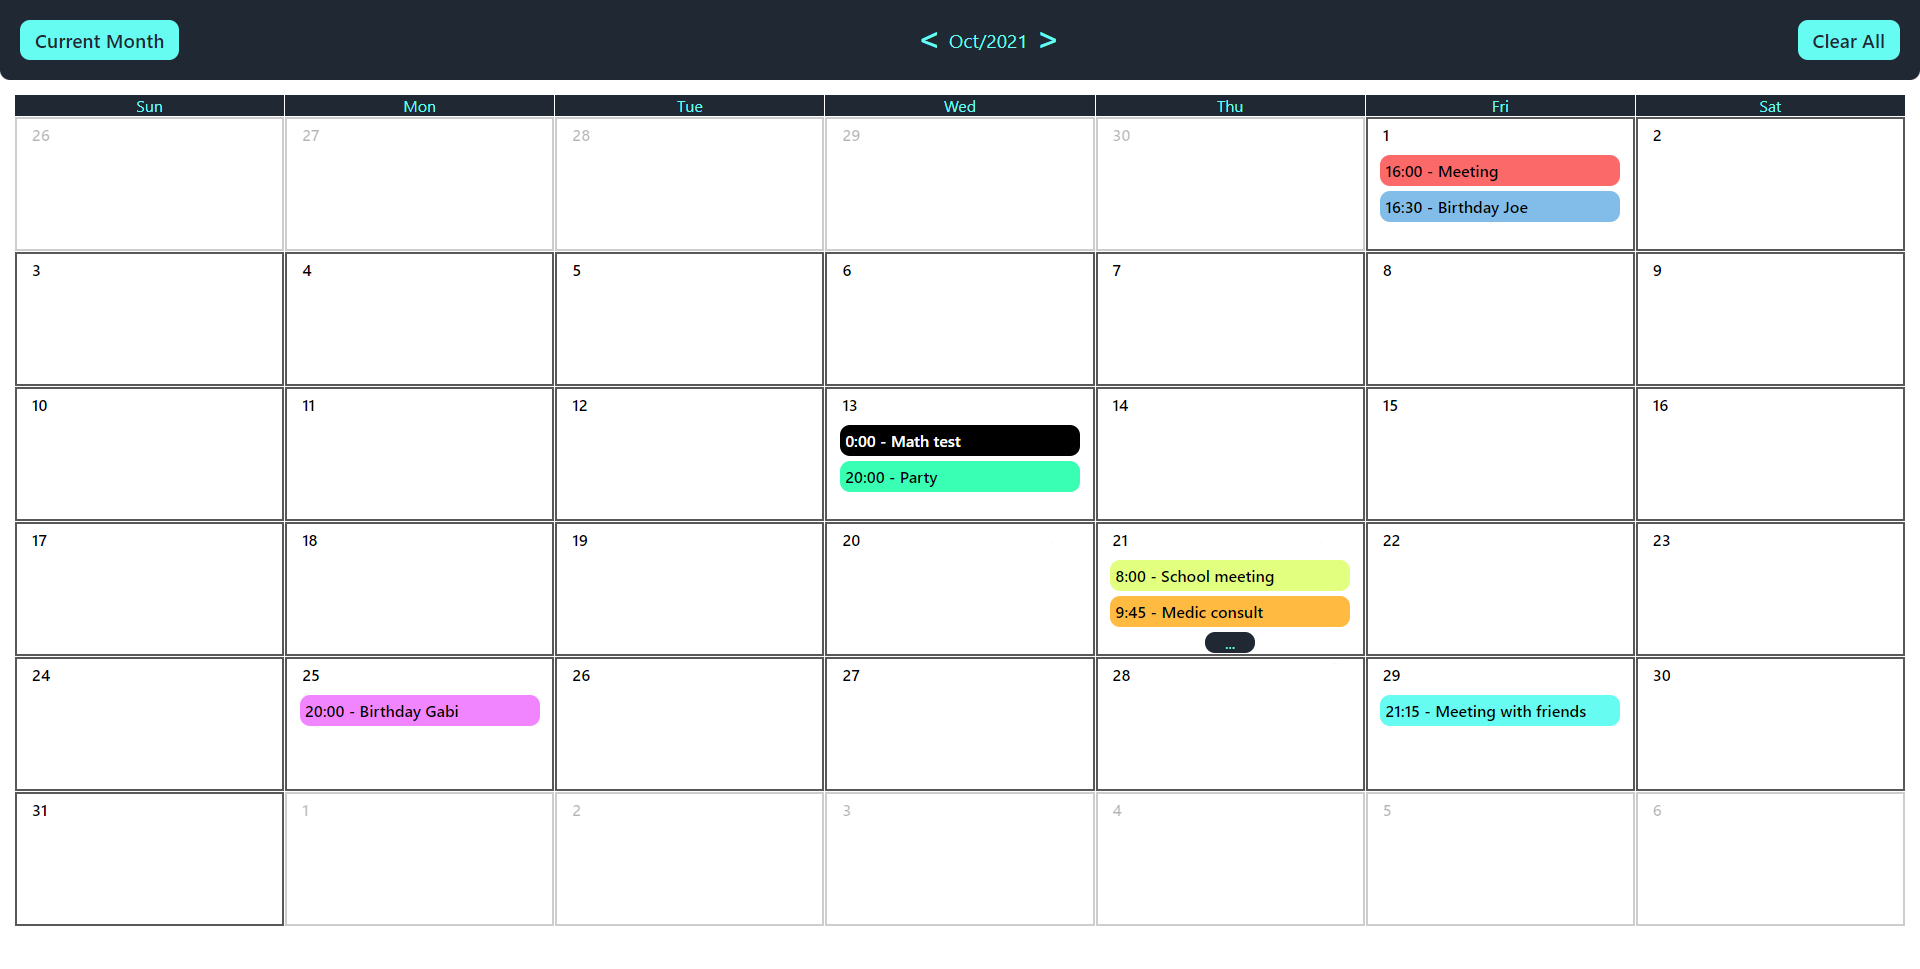 Current Month
< Oct/2021 >
Clear All
Sun Mon Tue Wed Thu Fri Sat
26 27 28 29 30 1 2
16:00 - Meeting
16:30 - Birthday Joe
3 4 5 6 7 8 9
10 11 12 13 14 15 16
0:00 - Math test
20:00 - Party
17 18 19 20 21 22 23
8:00 - School meeting
9:45 - Medic consult
...
24 25 26 27 28 29 30
20:00 - Birthday Gabi
21:15 - Meeting with friends
31 1 2 3 4 5 6